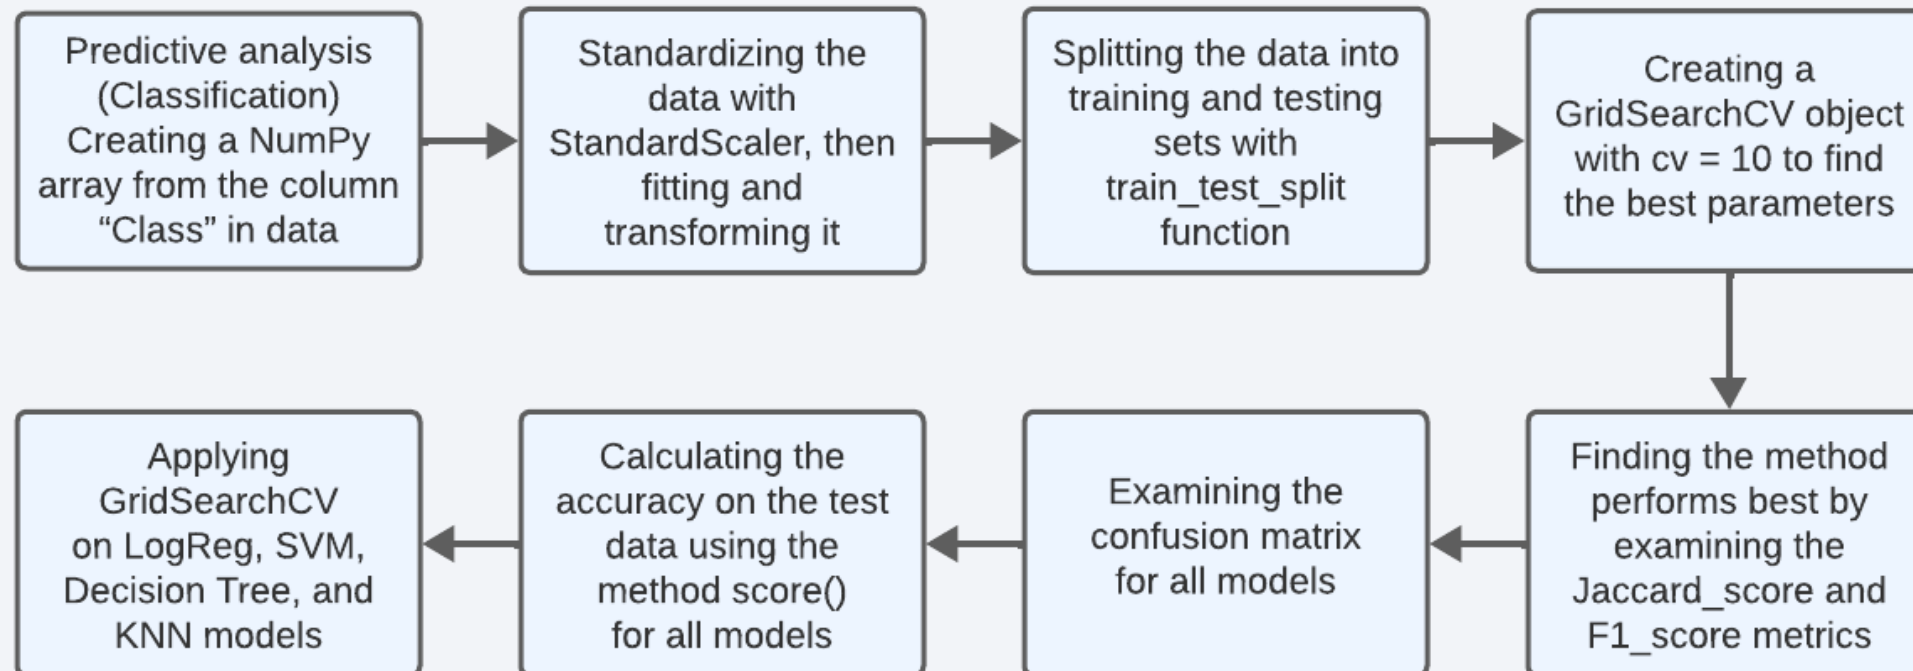 Predictive analysis
(Classification)
Creating a NumPy
array from the column
“Class” in data
Standardizing the
data with
StandardScaler, then
fitting and
transforming it
Splitting the data into
training and testing
sets with
train_test_split
function
Creating a
GridSearchCV object
with cv = 10 to find
the best parameters
Finding the method
performs best by
examining the
Jaccard_score and
F1_score metrics
Examining the
confusion matrix
for all models
Calculating the
accuracy on the test
data using the
method score()
for all models
Applying
GridSearchCV
on LogReg, SVM,
Decision Tree, and
KNN models